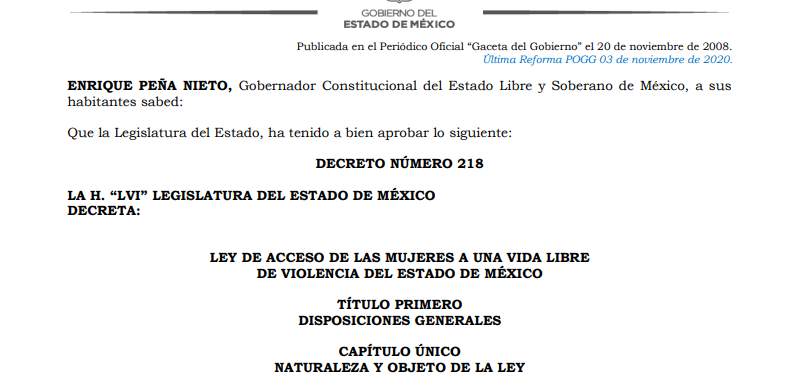 GOBIERNO DEL
ESTADO DE MÉXICO
Publicada en el Periódico Oficial “Gaceta del Gobierno” el 20 de noviembre de 2008.
Última Reforma POGG 03 de noviembre de 2020.
ENRIQUE PEÑA NIETO, Gobernador Constitucional del Estado Libre y Soberano de México, a sus
habitantes sabed:
Que la Legislatura del Estado, ha tenido a bien aprobar lo siguiente:
DECRETO NÚMERO 218
LA H. “LVI” LEGISLATURA DEL ESTADO DE MÉXICO
DECRETA:
LEY DE ACCESO DE LAS MUJERES A UNA VIDA LIBRE
DE VIOLENCIA DEL ESTADO DE MÉXICO
TÍTULO PRIMERO
DISPOSICIONES GENERALES
CAPÍTULO ÚNICO
NATURALEZA Y OBJETO DE LA LEY